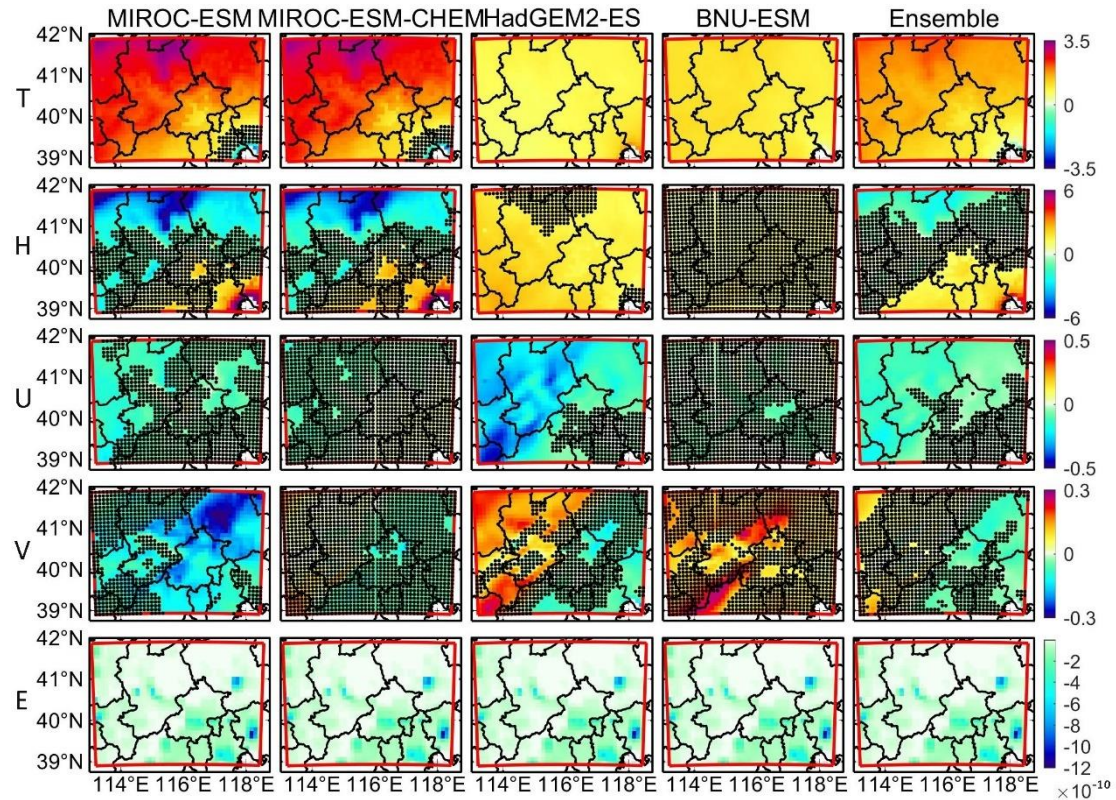 MIROC-ESM MIROC-ESM-CHEM HadGEM2-ES BNU-ESM Ensemble
42°N
41°N
40°N
39°N
T
3.5
0
-3.5
42°N
41°N
40°N
39°N
H
6
0
-6
42°N
41°N
40°N
39°N
U
0.5
0
-0.5
42°N
41°N
40°N
39°N
V
0.3
0
-0.3
42°N
41°N
40°N
39°N
E
-2
-4
-6
-8
-10
-12
114°E 116°E 118°E 114°E 116°E 118°E 114°E 116°E 118°E 114°E 116°E 118°E 114°E 116°E 118°E
×10⁻¹⁰